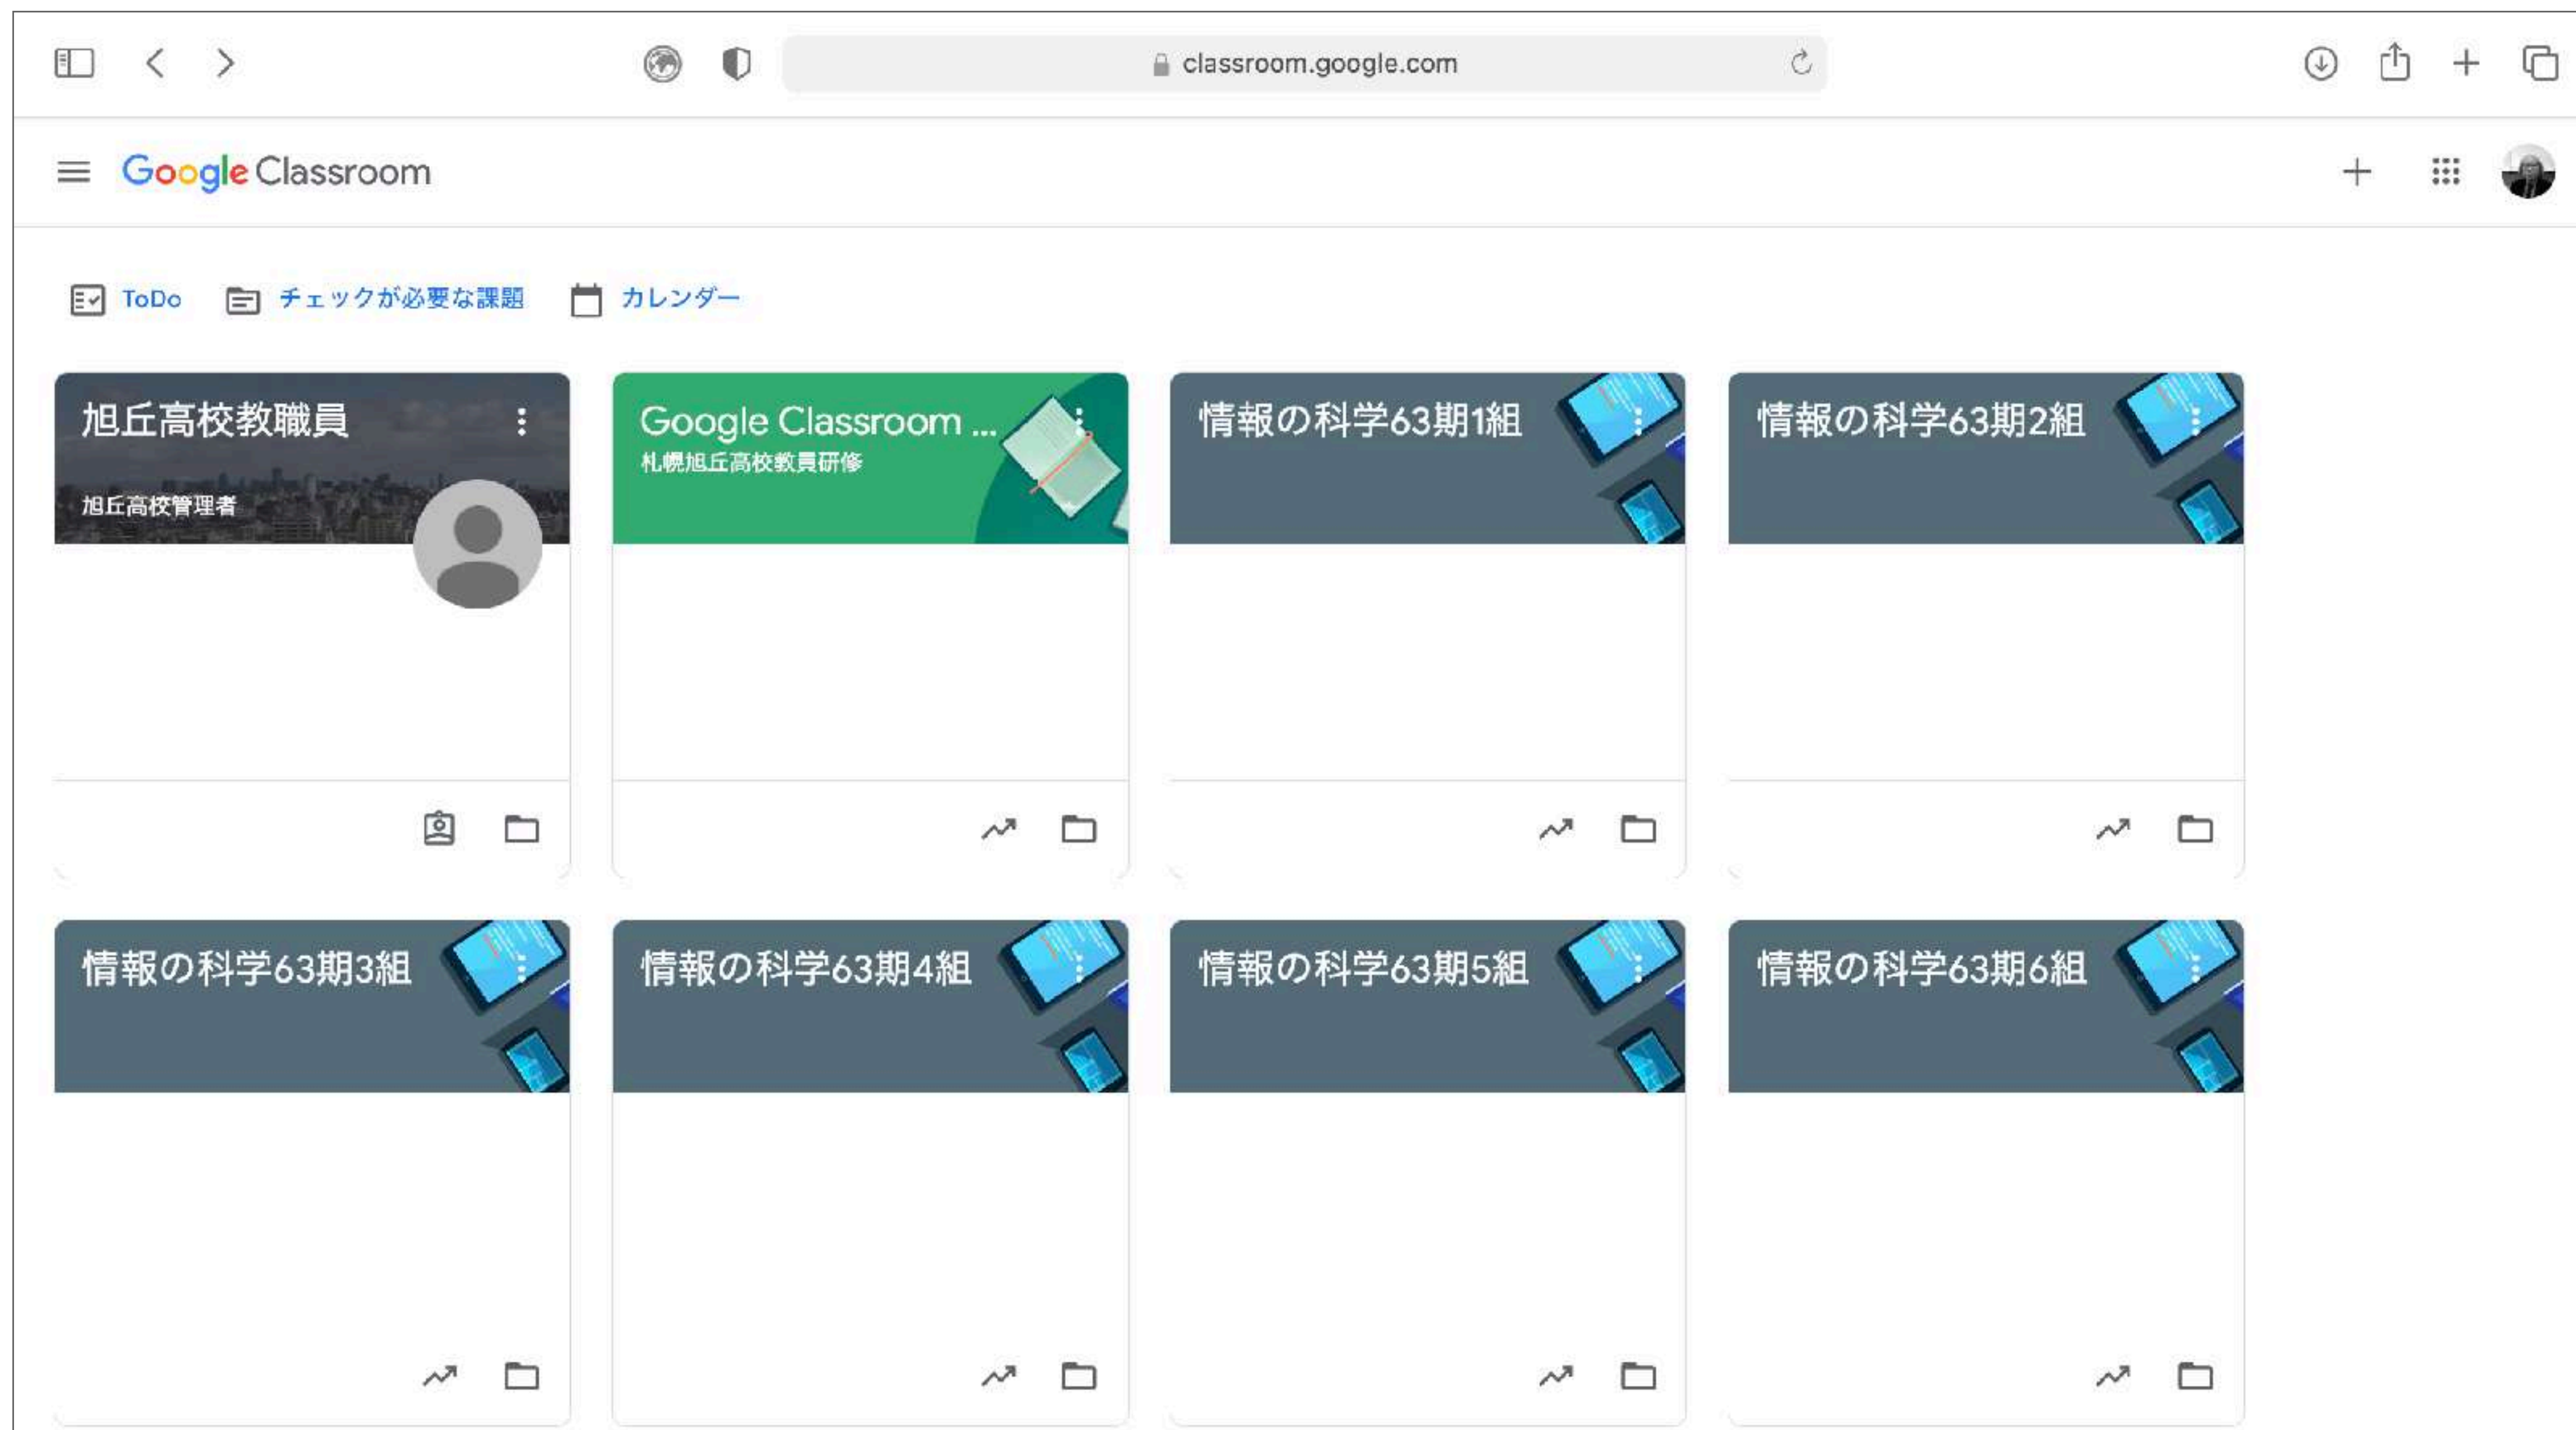 classroom.google.com
Google Classroom
ToDo チェックが必要な課題 カレンダー
旭丘高校教職員
旭丘高校管理者
Google Classroom ...
札幌旭丘高校教員研修
情報の科学63期1組
情報の科学63期2組
情報の科学63期3組
情報の科学63期4組
情報の科学63期5組
情報の科学63期6組